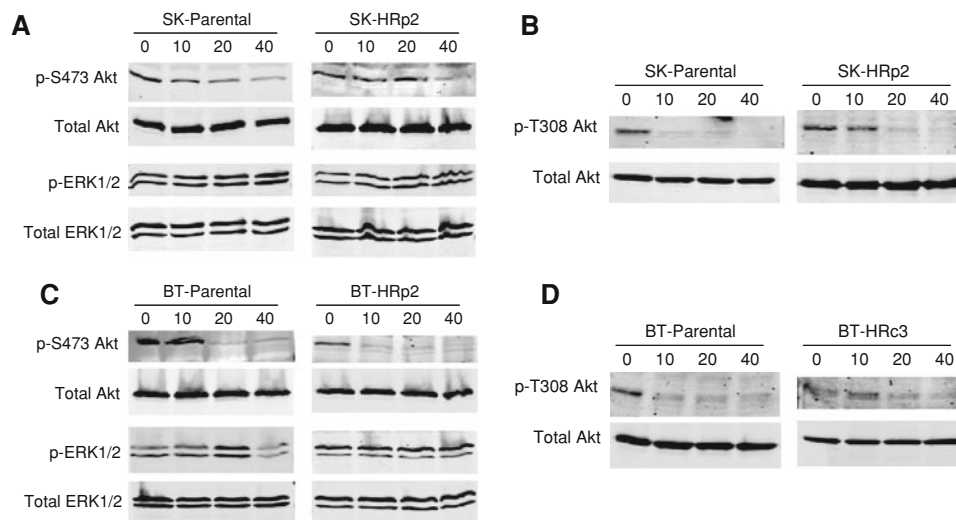 A
SK-Parental
SK-HRp2
0 10 20 40
0 10 20 40
p-S473 Akt
Total Akt
p-ERK1/2
Total ERK1/2
B
SK-Parental
SK-HRp2
0 10 20 40
0 10 20 40
p-T308 Akt
Total Akt
C
BT-Parental
BT-HRp2
0 10 20 40
0 10 20 40
p-S473 Akt
Total Akt
p-ERK1/2
Total ERK1/2
D
BT-Parental
BT-HRc3
0 10 20 40
0 10 20 40
p-T308 Akt
Total Akt